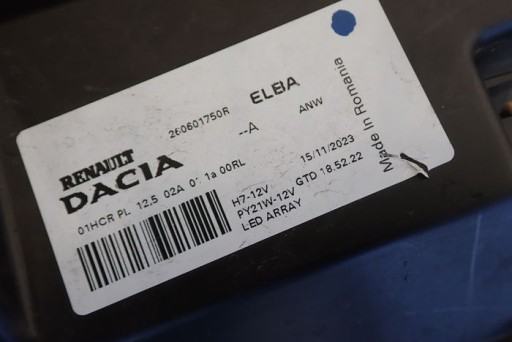 260601750R ELBA
--A ANW
RENAULT
DACIA
01HCR PL 12.5 02A 1a 00RL
15/11/2023
H7-12V
PY21W-12V GTD 18.52.22
LED ARRAY
Made in Romania